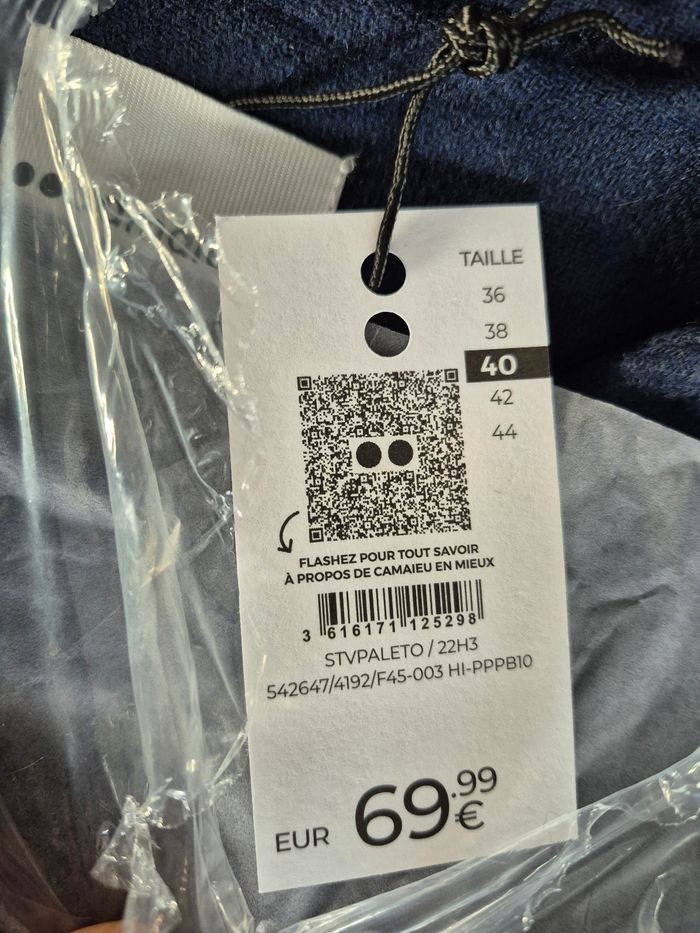 TAILLE
36
38
40
42
44
FLASHEZ POUR TOUT SAVOIR
À PROPOS DE CAMAIEU EN MIEUX
3 616171 125298
STVPALETO / 22H3
542647/4192/F45-003 HI-PPPB10
EUR 69.99 €